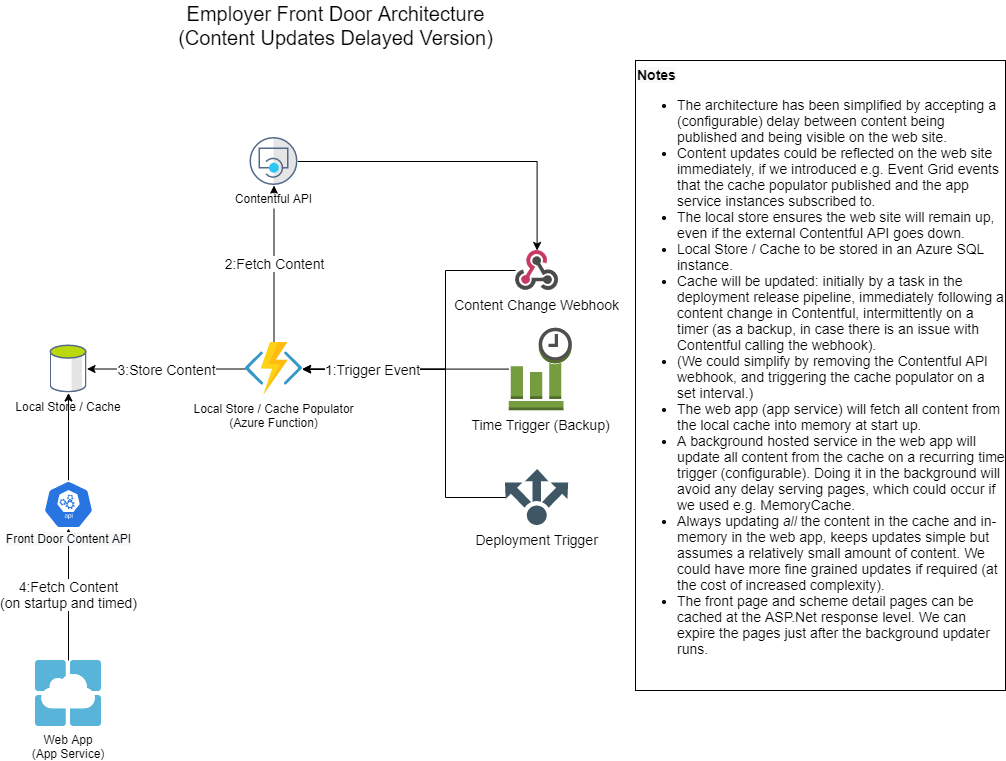 Employer Front Door Architecture
(Content Updates Delayed Version)
Contentful API
2:Fetch Content
Content Change Webhook
3:Store Content
1:Trigger Event
Local Store / Cache
Local Store / Cache Populator
(Azure Function)
Time Trigger (Backup)
api
Front Door Content API
Deployment Trigger
4:Fetch Content
(on startup and timed)
Web App
(App Service)
Notes
• The architecture has been simplified by accepting a
(configurable) delay between content being
published and being visible on the web site.
• Content updates could be reflected on the web site
immediately, if we introduced e.g. Event Grid events
that the cache populator published and the app
service instances subscribed to.
• The local store ensures the web site will remain up,
even if the external Contentful API goes down.
• Local Store / Cache to be stored in an Azure SQL
instance.
• Cache will be updated: initially by a task in the
deployment release pipeline, immediately following a
content change in Contentful, intermittently on a
timer (as a backup, in case there is an issue with
Contentful calling the webhook).
• (We could simplify by removing the Contentful API
webhook, and triggering the cache populator on a
set interval.)
• The web app (app service) will fetch all content from
the local cache into memory at start up.
• A background hosted service in the web app will
update all content from the cache on a recurring time
trigger (configurable). Doing it in the background will
avoid any delay serving pages, which could occur if
we used e.g. MemoryCache.
• Always updating all the content in the cache and in-
memory in the web app, keeps updates simple but
assumes a relatively small amount of content. We
could have more fine grained updates if required (at
the cost of increased complexity).
• The front page and scheme detail pages can be
cached at the ASP.Net response level. We can
expire the pages just after the background updater
runs.